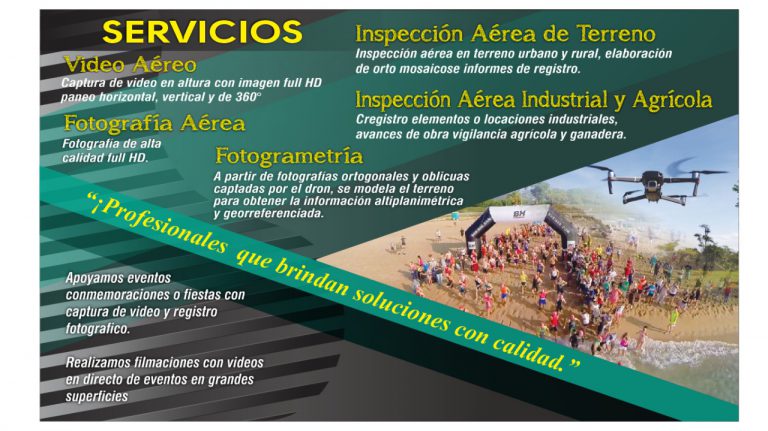 SERVICIOS
Video Aéreo
Captura de video en altura con imagen full HD
paneo horizontal, vertical y de 360°
Fotografía Aérea
Fotografia de alta
calidad full HD.
Fotogrametría
A partir de fotografías ortogonales y oblicuas
captadas por el dron, se modela el terreno
para obtener la información altiplanimétrica
y georreferenciada.
Inspección Aérea de Terreno
Inspección aérea en terreno urbano y rural, elaboración
de orto mosaicose informes de registro.
Inspección Aérea Industrial y Agrícola
Cregistro elementos o locaciones industriales,
avances de obra vigilancia agrícola y ganadera.
BH
“¡Profesionales que brindan soluciones con calidad.”
Apoyamos eventos
conmemoraciones o fiestas con
captura de video y registro
fotografico.
Realizamos filmaciones con videos
en directo de eventos en grandes
superficies